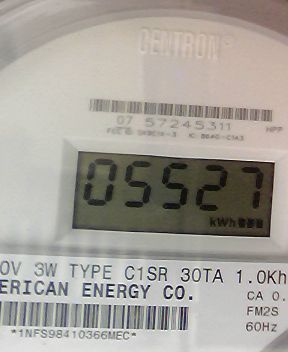 CENTRON®
07 57245311 HPP
05527
kWh
0V 3W TYPE C1SR 30TA 1.0Kh
ERICAN ENERGY CO.
CA 0.
FM2S
*1NFS98410366MEC*
60Hz